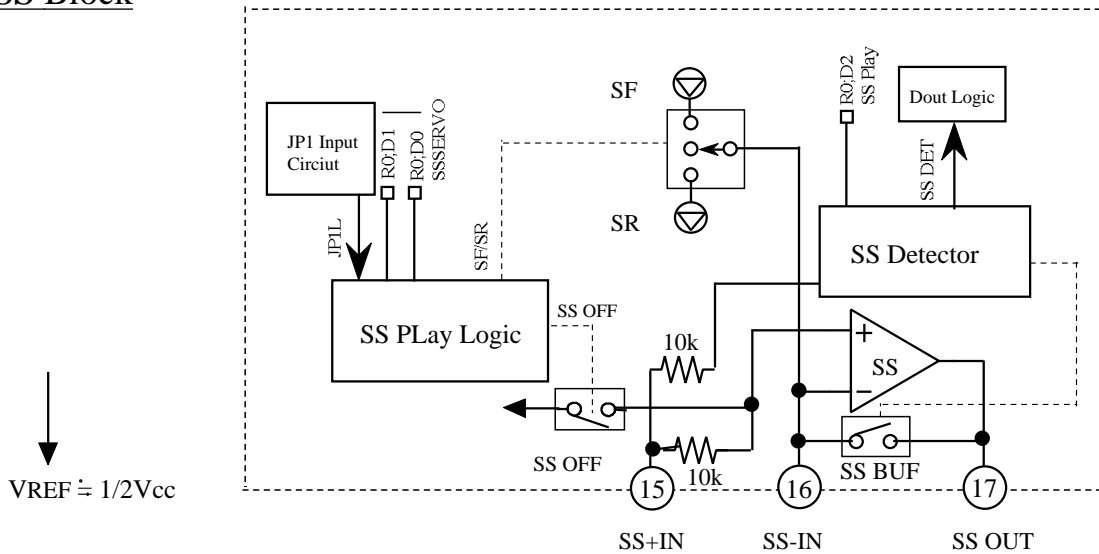 SS Block
SF
SR
JP1 Input
Circiut
R0;D1
R0;D0
SSSERVO
JP1L
SF/SR
R0;D2
SS Play
Dout Logic
SS DET
SS Detector
SS PLay Logic
SS OFF
10k
+
SS
−
SS OFF
10k
SS BUF
VREF ≒ 1/2Vcc
15
16
17
SS+IN
SS-IN
SS OUT